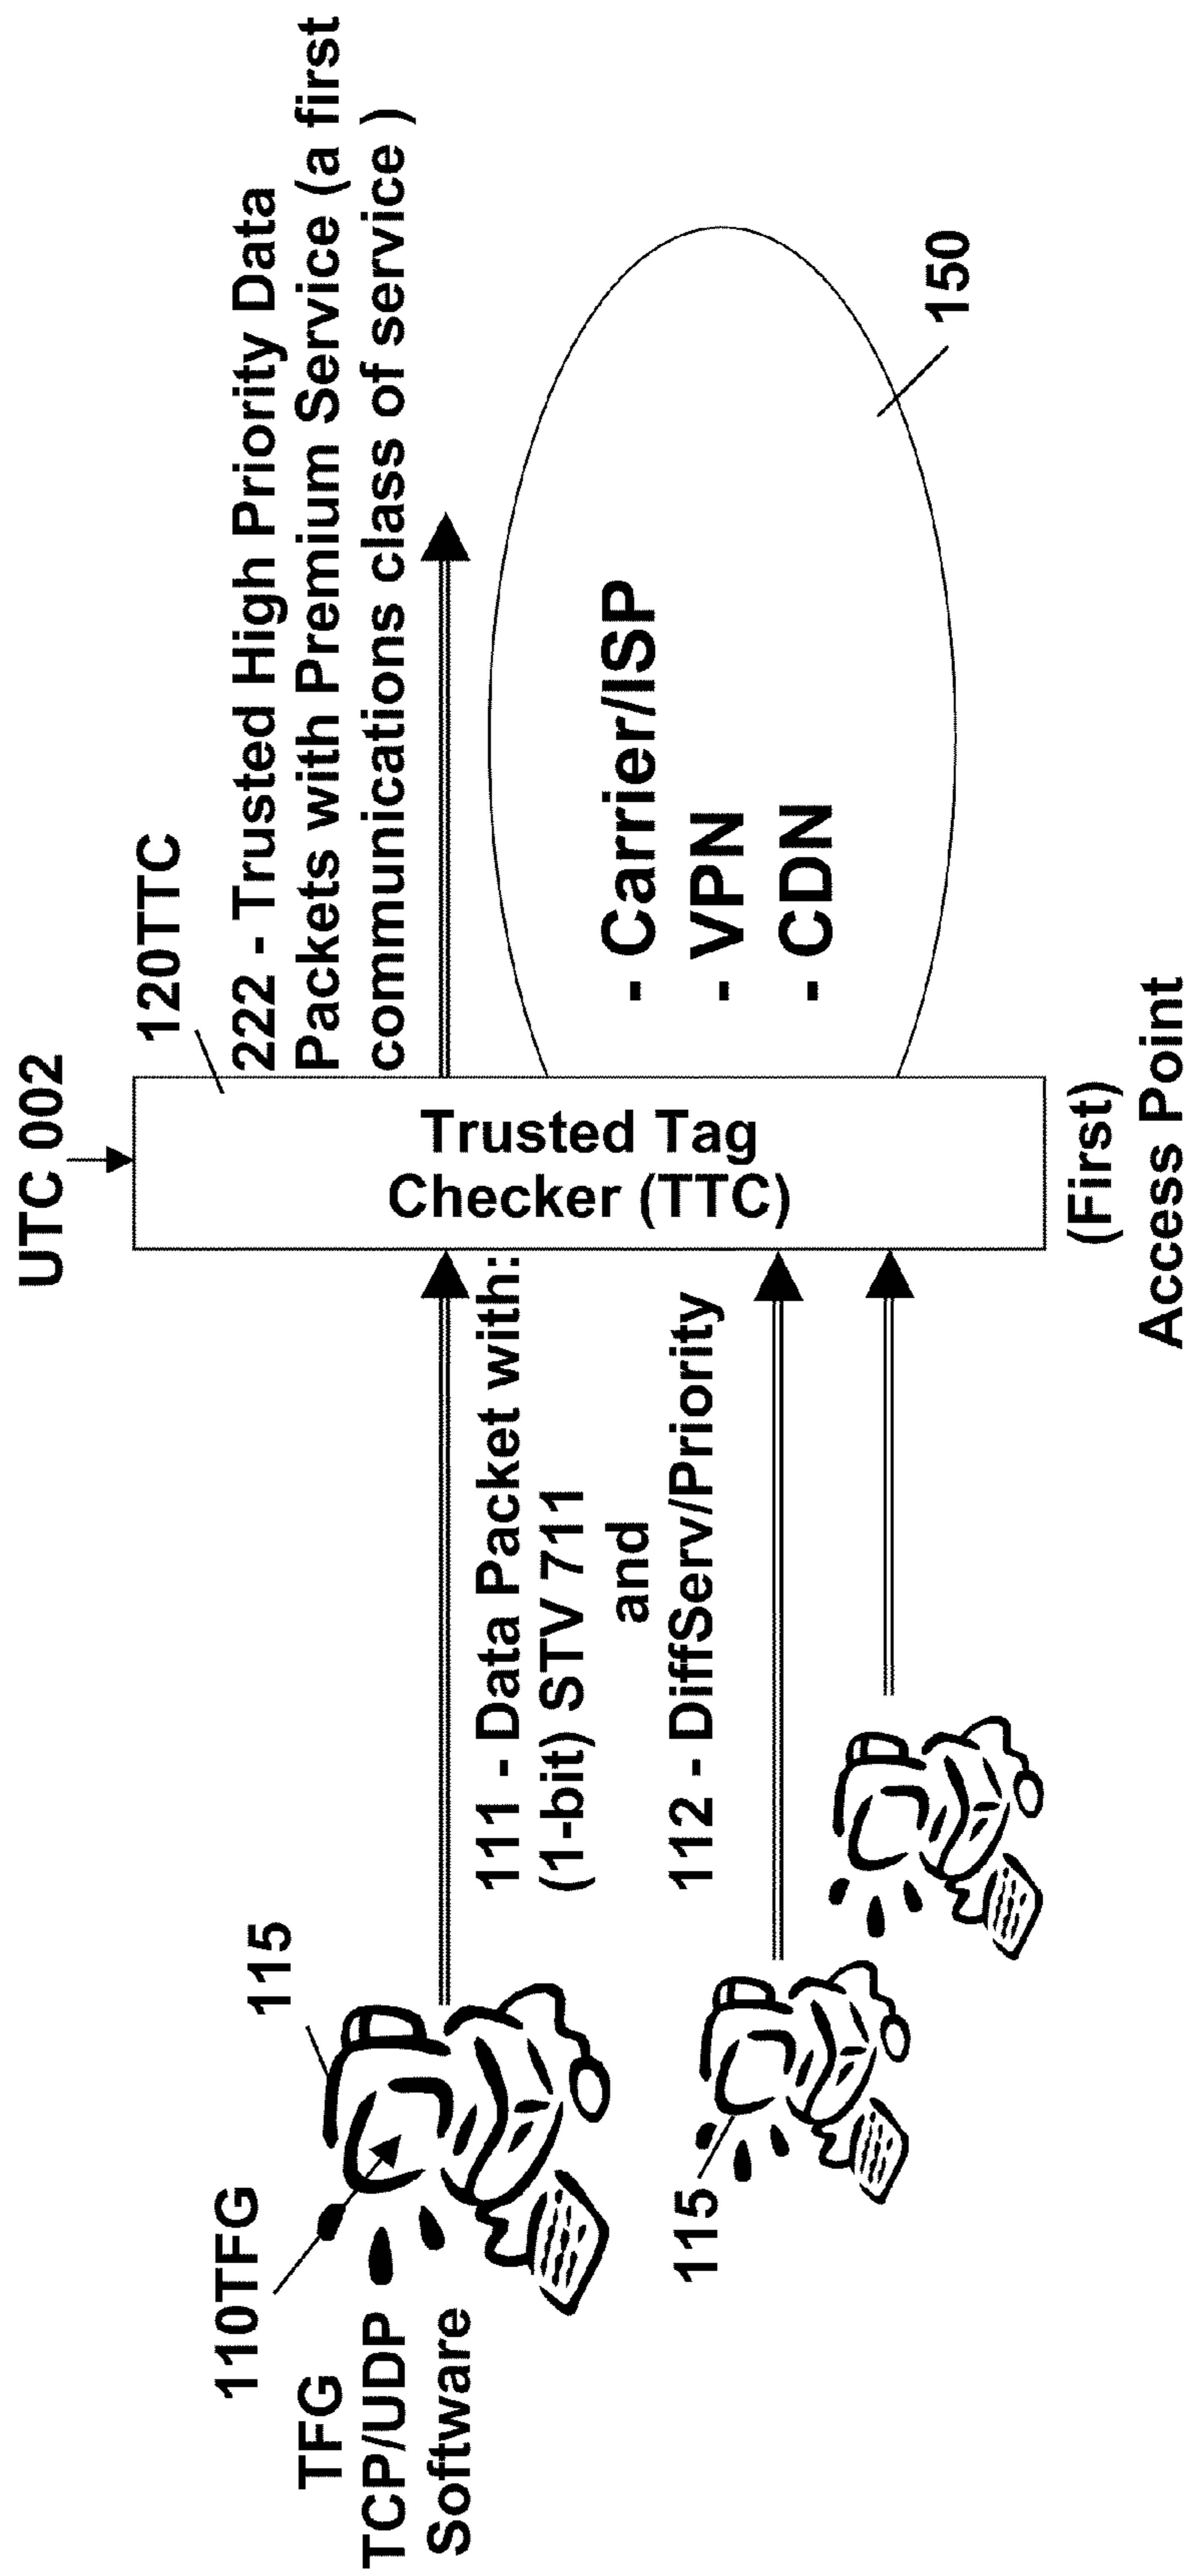 TFG
TCP/UDP
Software
110TFG
115
115
111 - Data Packet with:
(1-bit) STV 711
and
112 - DiffServ/Priority
UTC 002
120TTC
Trusted Tag
Checker (TTC)
(First)
Access Point
222 - Trusted High Priority Data
Packets with Premium Service (a first
communications class of service )
- Carrier/ISP
- VPN
- CDN
150